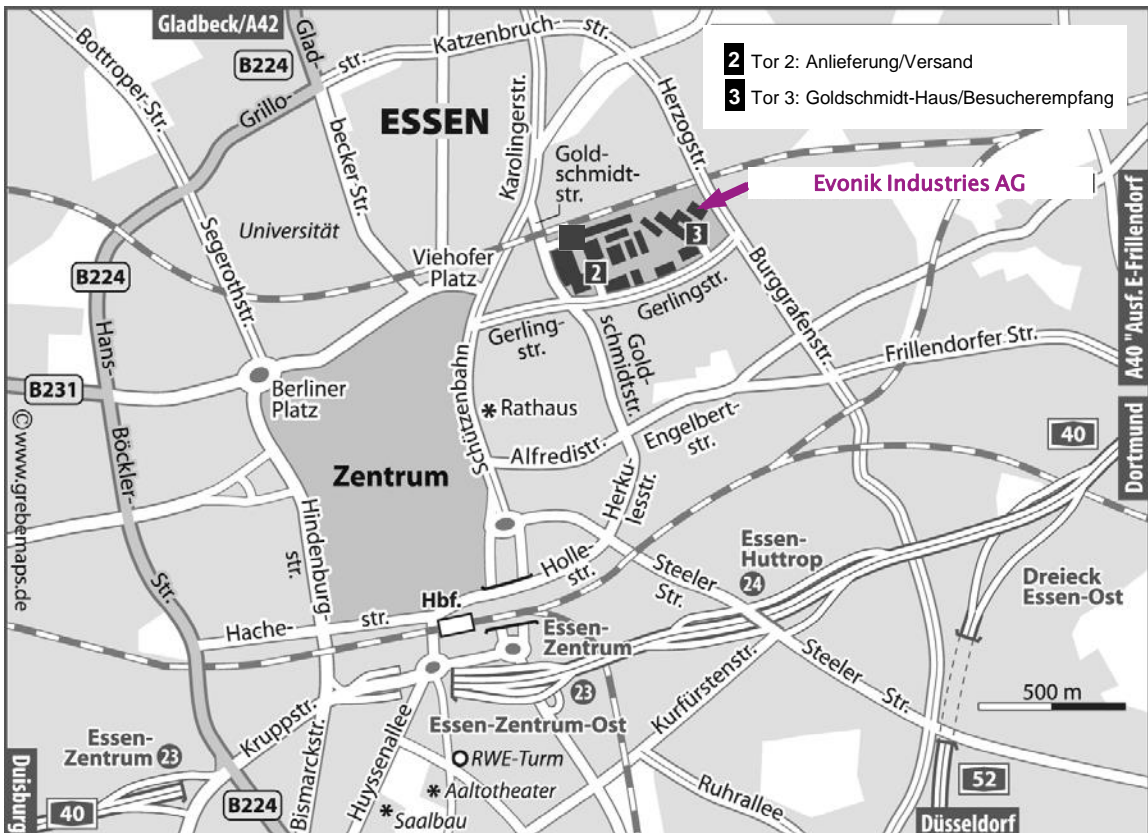 Gladbeck/A42
Bottroper-Str.
B224
Glad-
becker-Str.
Grillo-
str.
Katzenbruch-
str.
ESSEN
Karolingerstr.
Herzogstr.
2 Tor 2: Anlieferung/Versand
3 Tor 3: Goldschmidt-Haus/Besucherempfang
Gold-
schmidt-
str.
Evonik Industries AG
Universität
Segerothstr.
Viehofer
Platz
3
2
B224
Hans-
Böckler-
Str.
Gerlingstr.
Gerling-
str.
Gold-
schmidtstr.
Burggrafenstr.
Frillendorfer Str.
A40 "Ausf. E-Frillendorf
B231
Berliner
Platz
Schützenbahn
Rathaus
Engelbert-
str.
Alfredistr.
40
Dortmund
©www.grebemaps.de
Zentrum
Herku-
lesstr.
Hindenburg-
str.
Holle-
str.
Steeler
Str.
Essen-
Huttrop
24
Dreieck
Essen-Ost
Hbf.
Hache-
str.
Essen-
Zentrum
23
Steeler
Str.
500 m
Kurfürstenstr.
Essen-Zentrum-Ost
Kruppstr.
Bismarckstr.
Huyssenallee
Essen-
Zentrum 23
RWE-Turm
Aaltotheater
Saalbau
Ruhrallee
Duisburg
40
B224
52
Düsseldorf